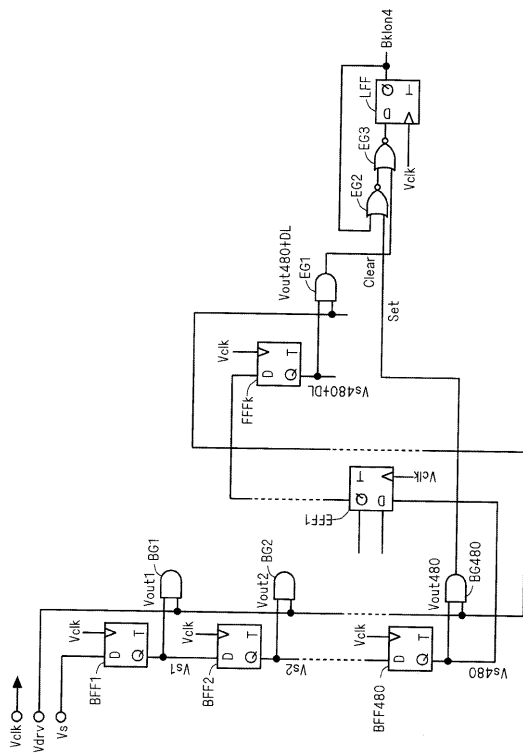 Vclk
Vdrv
Vs
Vclk
BFF1
D
Q
T
Vs1
Vout1
BG1
Vclk
BFF2
D
Q
T
Vs2
Vout2
BG2
Vclk
BFF480
D
Q
T
Vs480
Vout480
BG480
EFF1
D
Q
T
Vclk
Vclk
FFFk
D
Q
T
Vs480+DL
Vout480+DL
EG1
Clear
Set
EG2
EG3
Vclk
LFF
D
Q
T
Bklon4